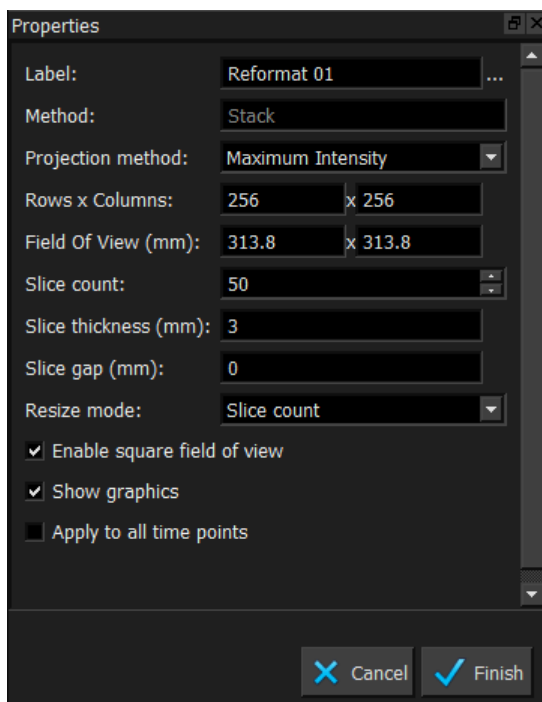 Properties
Label: Reformat 01 ...
Method: Stack
Projection method: Maximum Intensity
Rows x Columns: 256 x 256
Field Of View (mm): 313.8 x 313.8
Slice count: 50
Slice thickness (mm): 3
Slice gap (mm): 0
Resize mode: Slice count
Enable square field of view
Show graphics
Apply to all time points
Cancel Finish